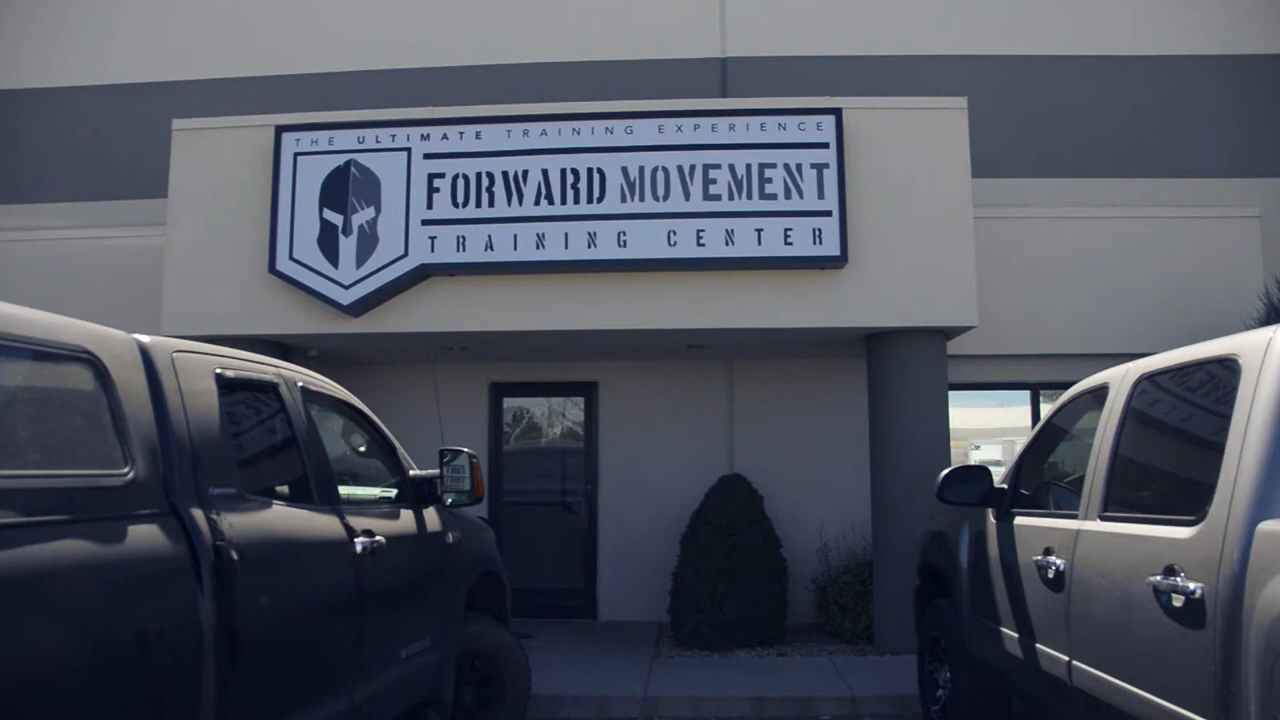 THE ULTIMATE TRAINING EXPERIENCE
FORWARD MOVEMENT
TRAINING CENTER